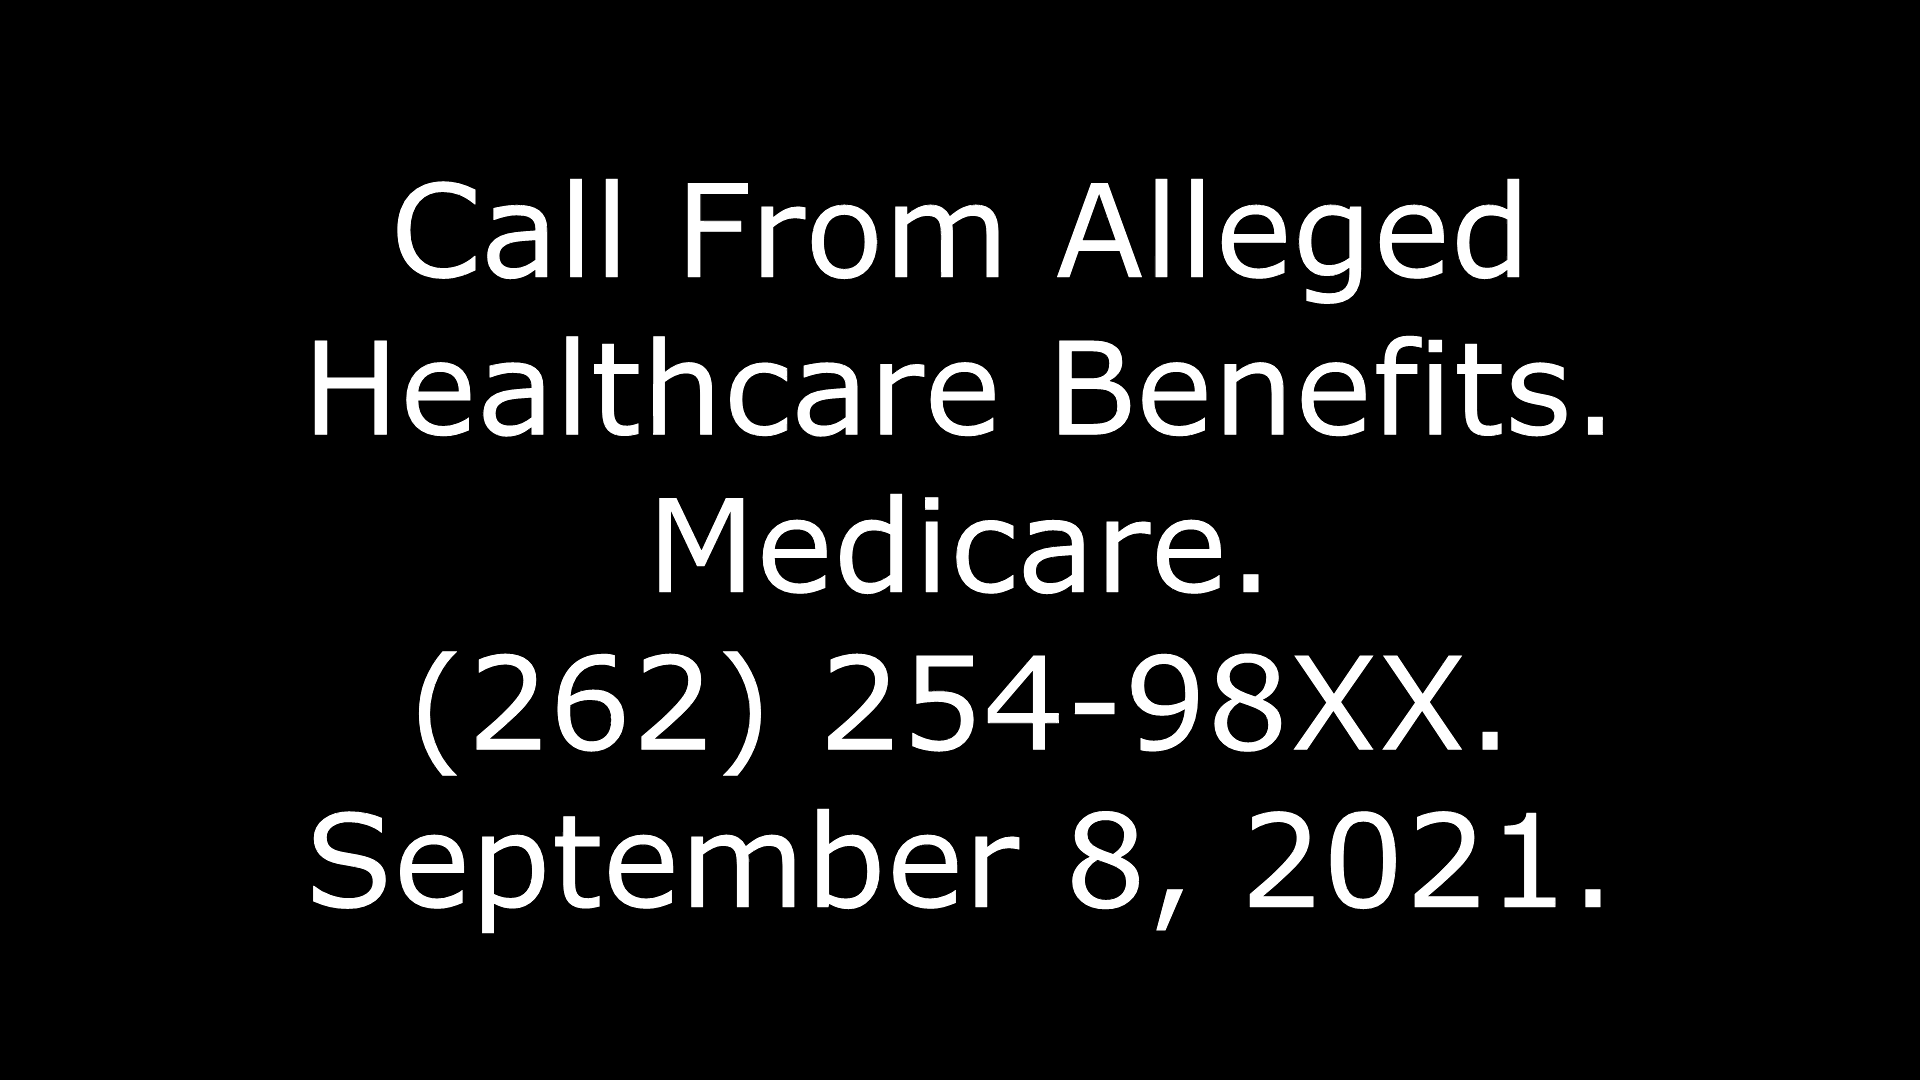 Call From Alleged
Healthcare Benefits.
Medicare.
(262) 254-98XX.
September 8, 2021.